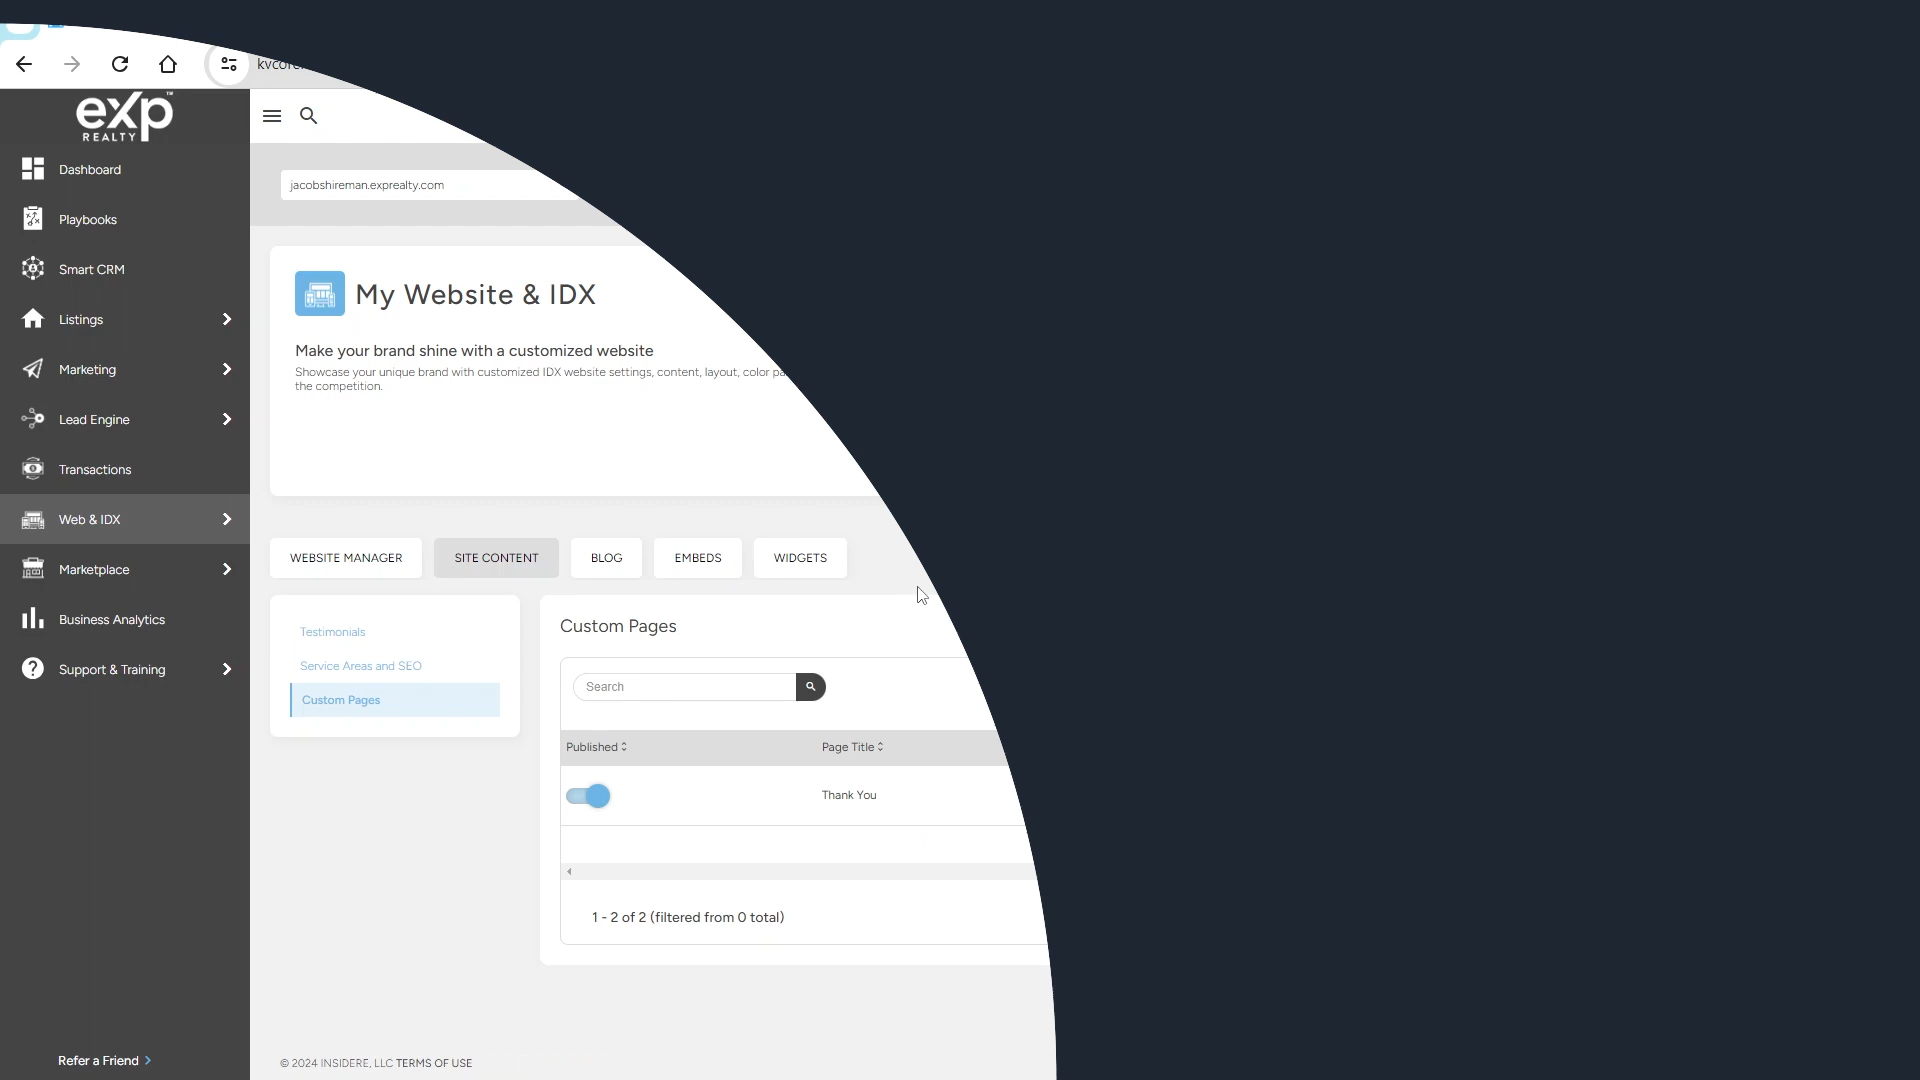 kvcore.
eXp
REALTY
Dashboard
Playbooks
Smart CRM
Listings
Marketing
Lead Engine
Transactions
Web & IDX
Marketplace
Business Analytics
Support & Training
Refer a Friend
jacobshireman.exprealty.com
My Website & IDX
Make your brand shine with a customized website
Showcase your unique brand with customized IDX website settings, content, layout, color
the competition.
WEBSITE MANAGER SITE CONTENT BLOG EMBEDS WIDGETS
Testimonials
Service Areas and SEO
Custom Pages
Custom Pages
Search
Published Page Title
Thank You
1 - 2 of 2 (filtered from 0 total)
© 2024 INSIDERE, LLC TERMS OF USE